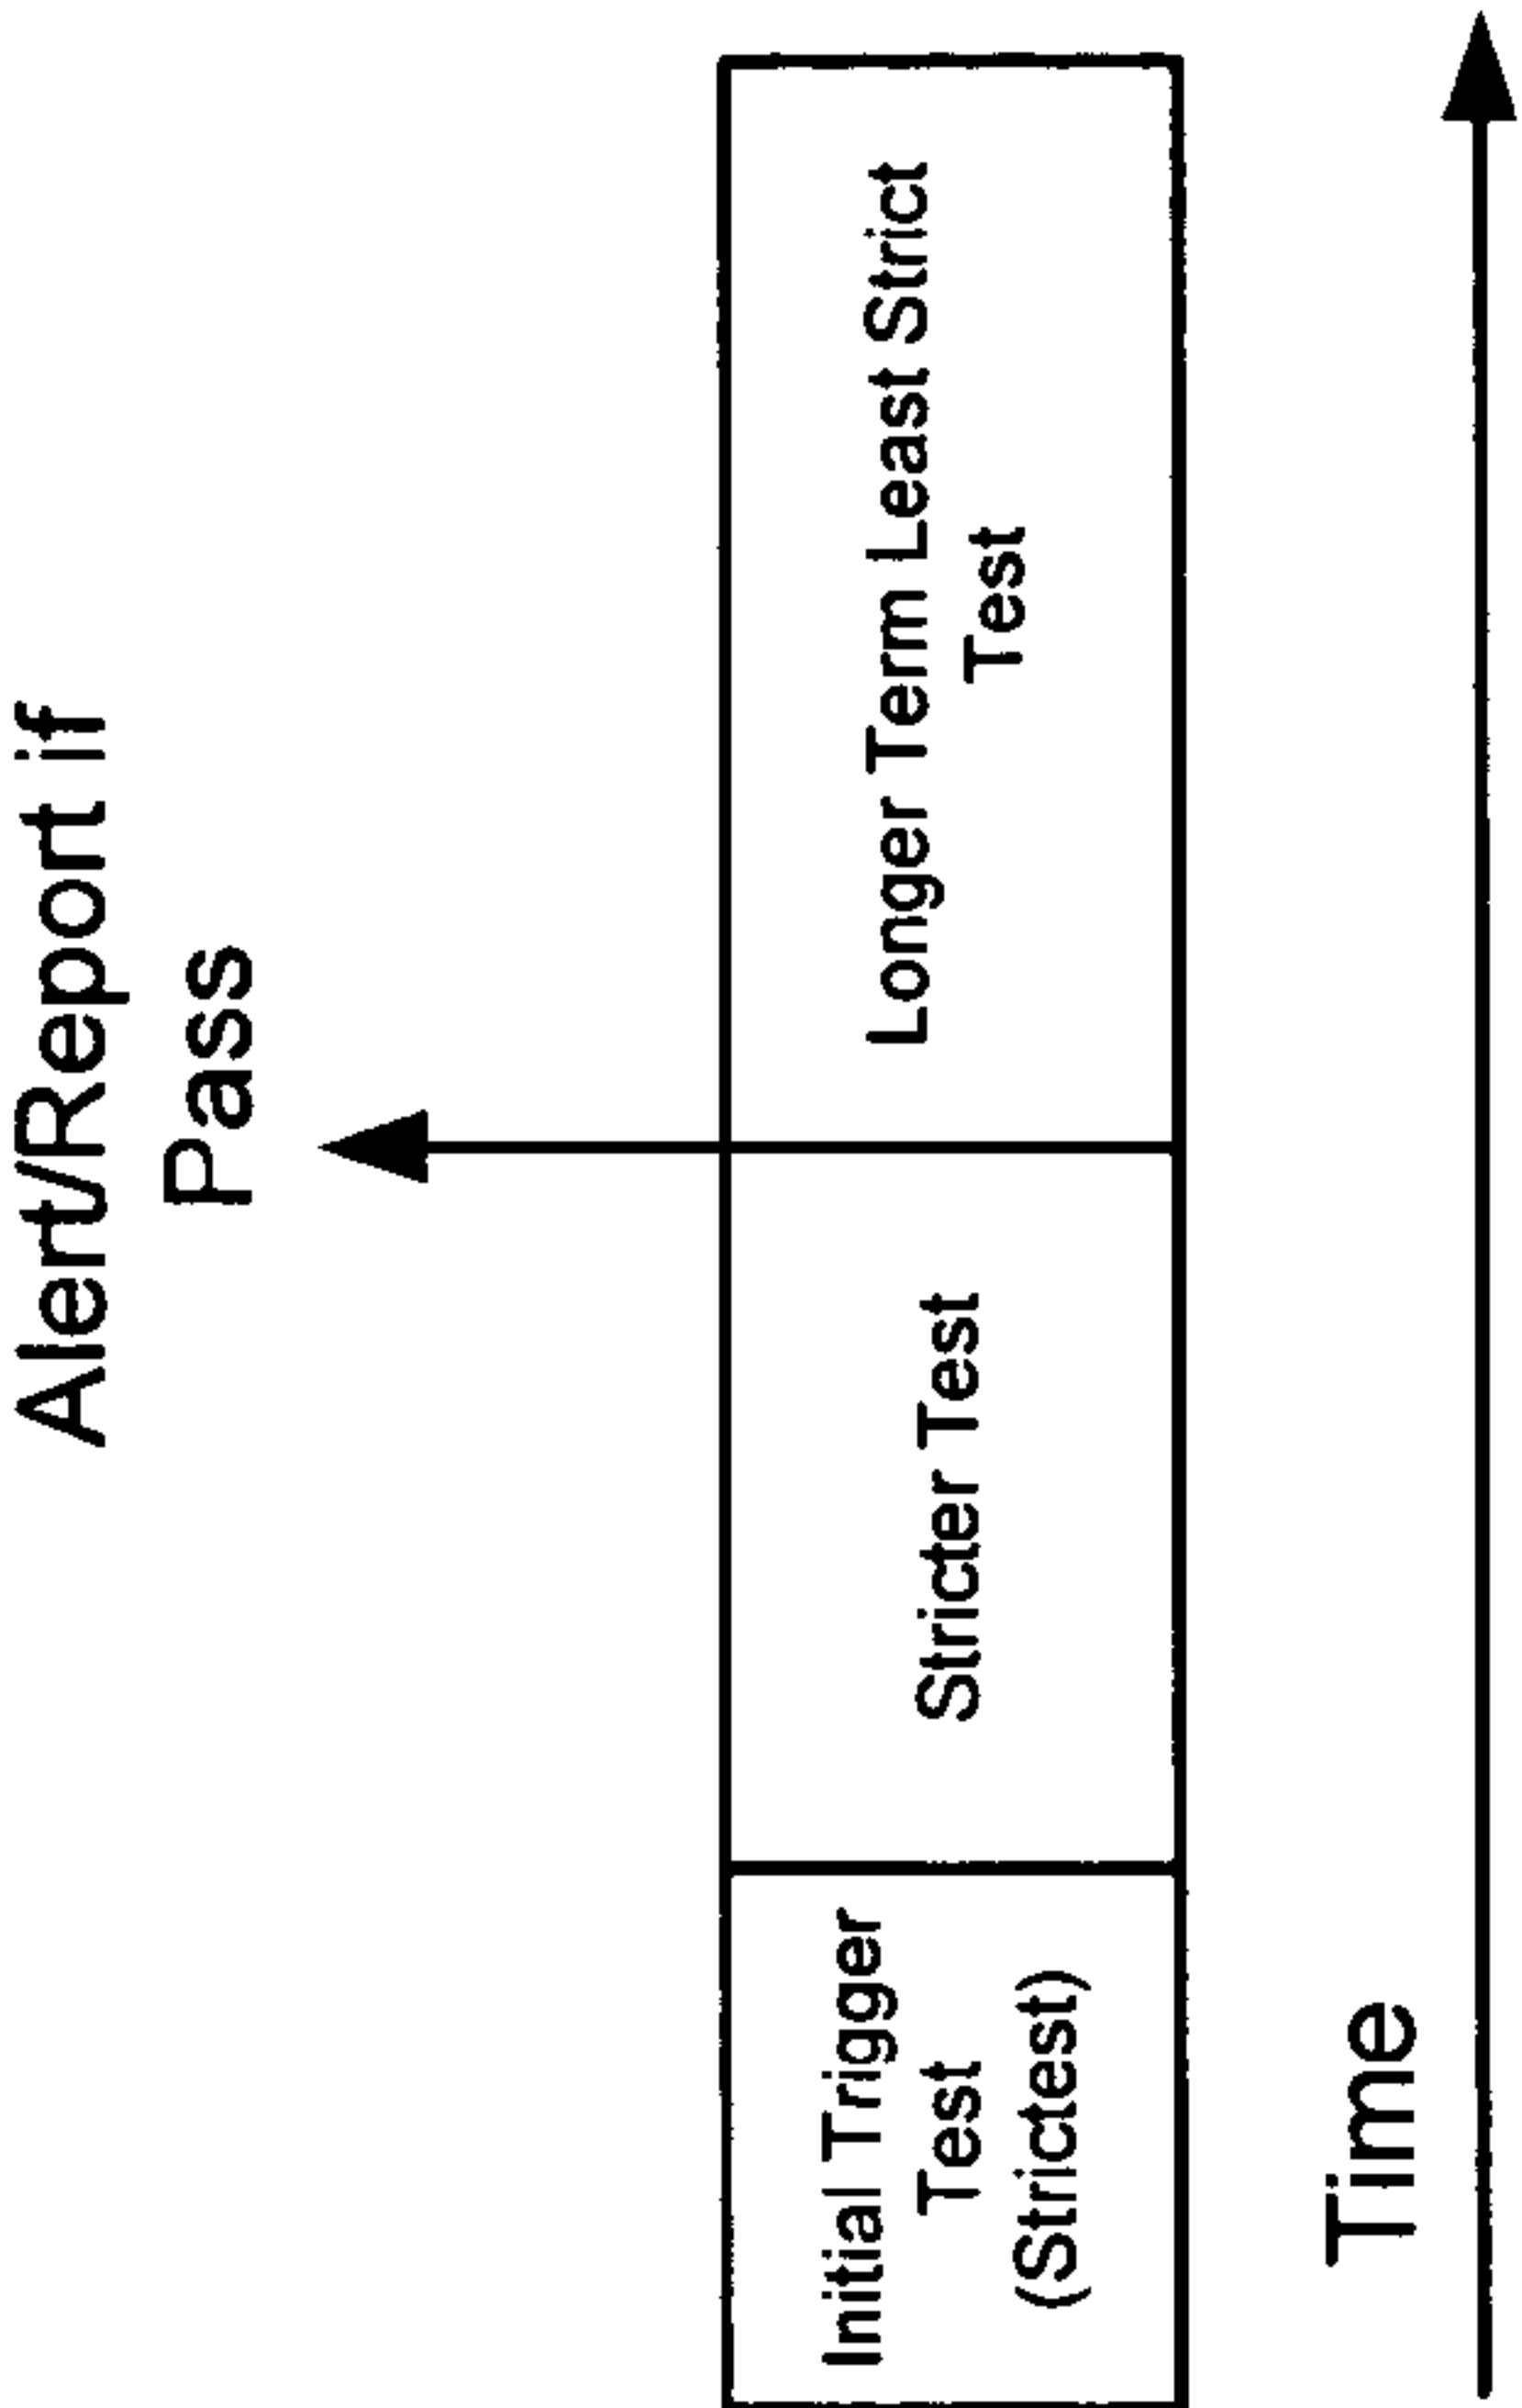 Alert/Report if
Pass
Initial Trigger
Test
(Strictest)
Stricter Test
Longer Term Least Strict
Test
Time